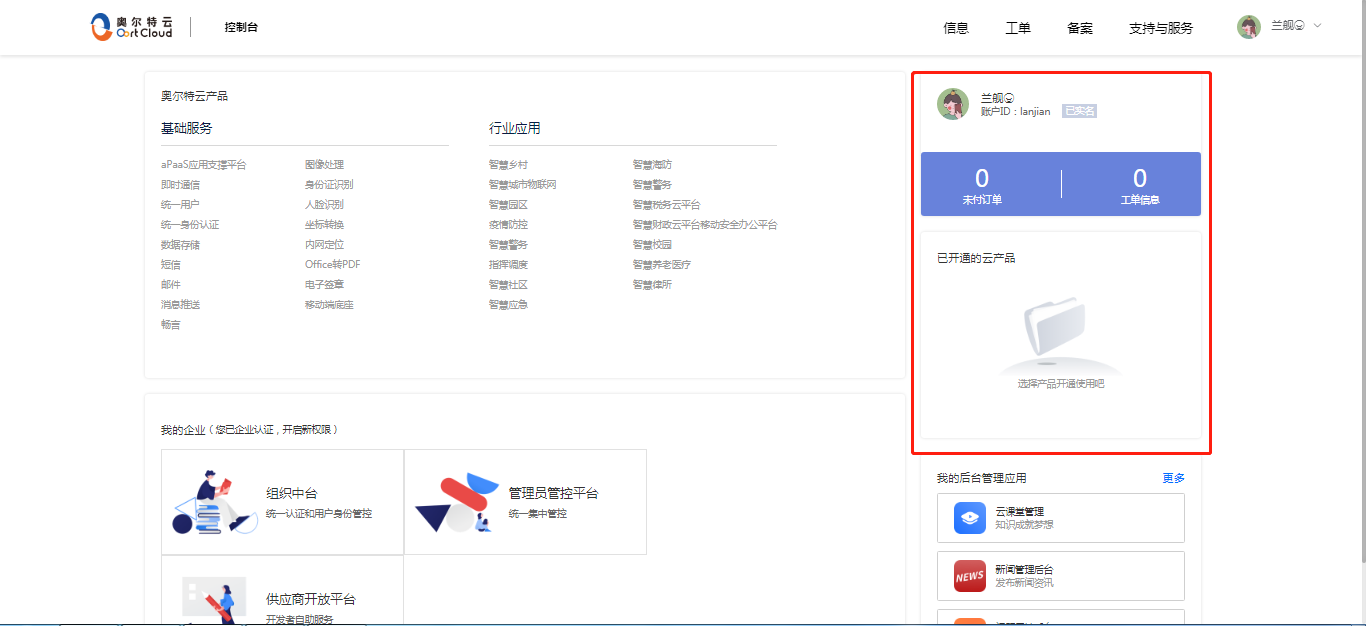 奥尔特云
OortCloud
控制台
信息
工单
备案
支持与服务
兰舰
奥尔特云产品
基础服务
aPaaS应用支撑平台
即时通信
统一用户
统一身份认证
数据存储
短信
邮件
消息推送
畅言
图像处理
身份证识别
人脸识别
坐标转换
内网定位
Office转PDF
电子签章
移动端底座
行业应用
智慧乡村
智慧城市物联网
智慧园区
疫情防控
智慧警务
指挥调度
智慧社区
智慧应急
智慧海防
智慧警务
智慧税务云平台
智慧财政云平台移动安全办公平台
智慧校园
智慧养老医疗
智慧律所
我的企业（您已企业认证，开启新权限）
组织中台
统一认证和用户身份管控
管理员管控平台
统一集中管控
供应商开放平台
开发者自助服务
兰舰
账户ID：lanjian
已实名
0
未付订单
0
工单信息
已开通的云产品
选择产品开通使用吧
我的后台管理应用
更多
云课堂管理
知识成就梦想
NEWS
新闻管理后台
发布新闻资讯